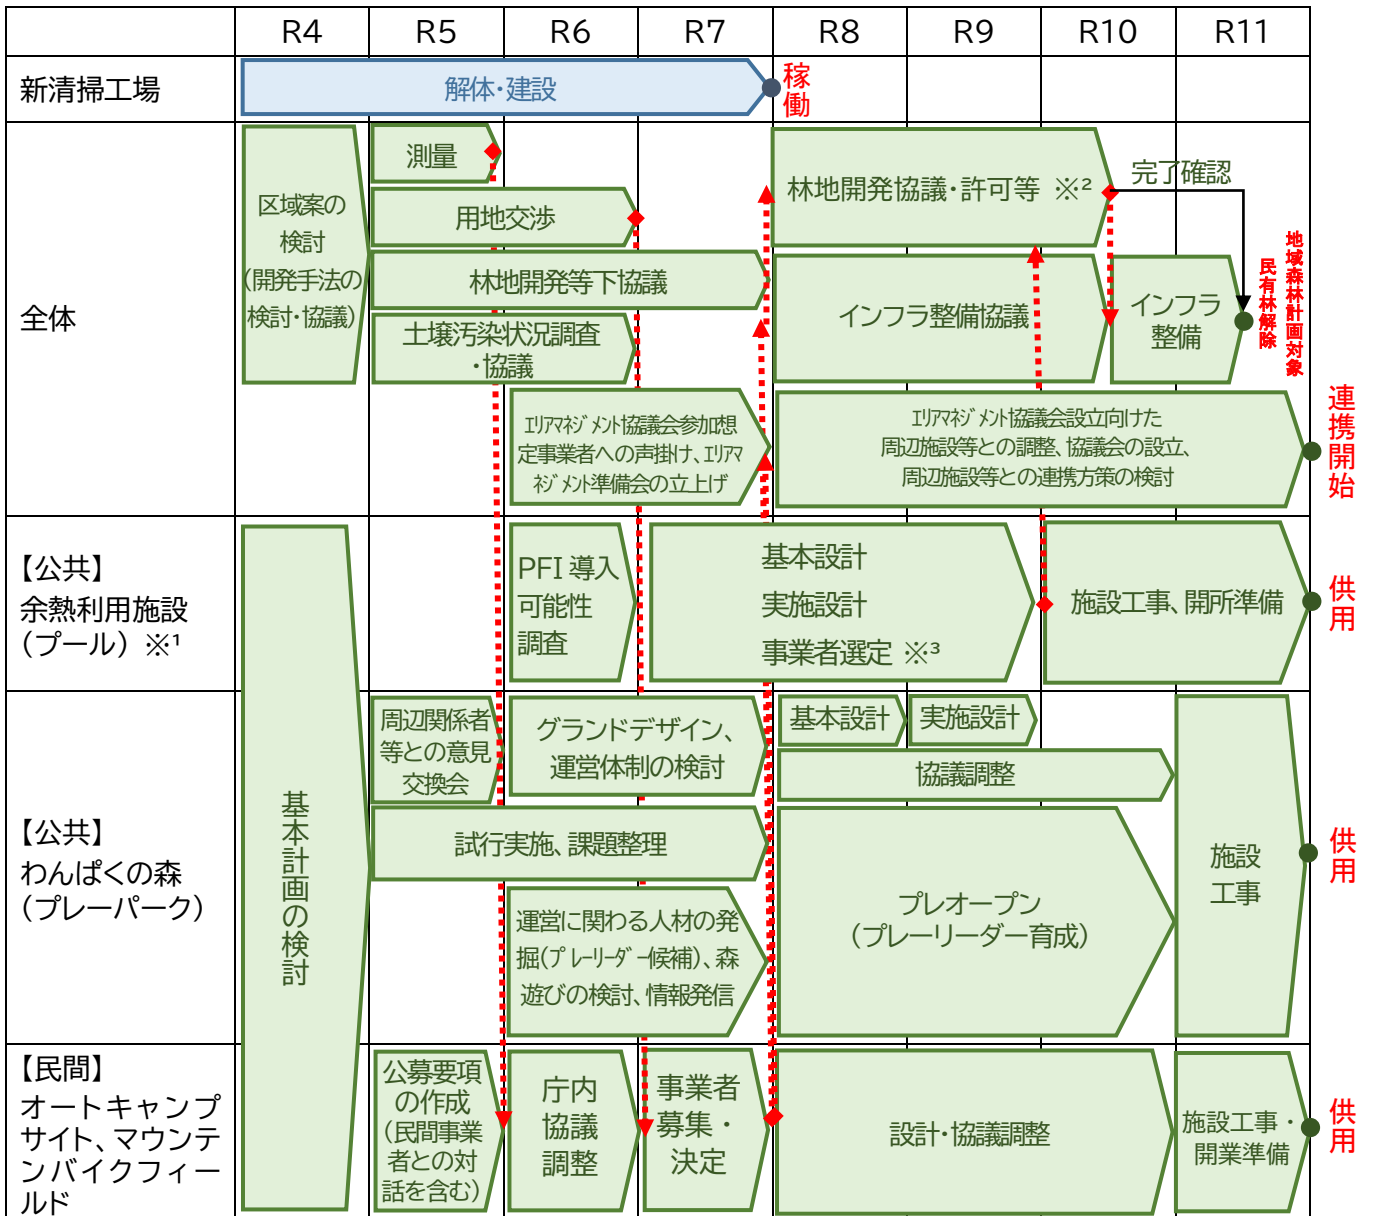 R4 R5 R6 R7 R8 R9 R10 R11
新清掃工場
解体・建設
稼働
全体
区域案の
検討
(開発手法の
検討・協議)
測量
用地交渉
林地開発等下協議
土壌汚染状況調査
・協議
エリアマネジメント協議会参加想
定事業者への声掛け、エリアマ
ネジメント準備会の立上げ
林地開発協議・許可等 ※²
完了確認
インフラ整備協議
インフラ
整備
地域森林計画対象
民有林解除
エリアマネジメント協議会設立向けた
周辺施設等との調整、協議会の設立、
周辺施設等との連携方策の検討
連携開始
【公共】
余熱利用施設
（プール）※¹
基本計画の検討
PFI 導入
可能性
調査
基本設計
実施設計
事業者選定 ※³
施設工事、開所準備
供用
【公共】
わんぱくの森
（プレーパーク）
周辺関係者
等との意見
交換会
グランドデザイン、
運営体制の検討
試行実施、課題整理
運営に関わる人材の発
掘(プレーリーダー候補)、森
遊びの検討、情報発信
基本設計
実施設計
協議調整
プレオープン
（プレーリーダー育成）
施設
工事
供用
【民間】
オートキャンプ
サイト、マウンテ
ンバイクフィー
ルド
公募要項
の作成
(民間事業
者との対
話を含む)
庁内
協議
調整
事業者
募集・
決定
設計・協議調整
施設工事・
開業準備
供用